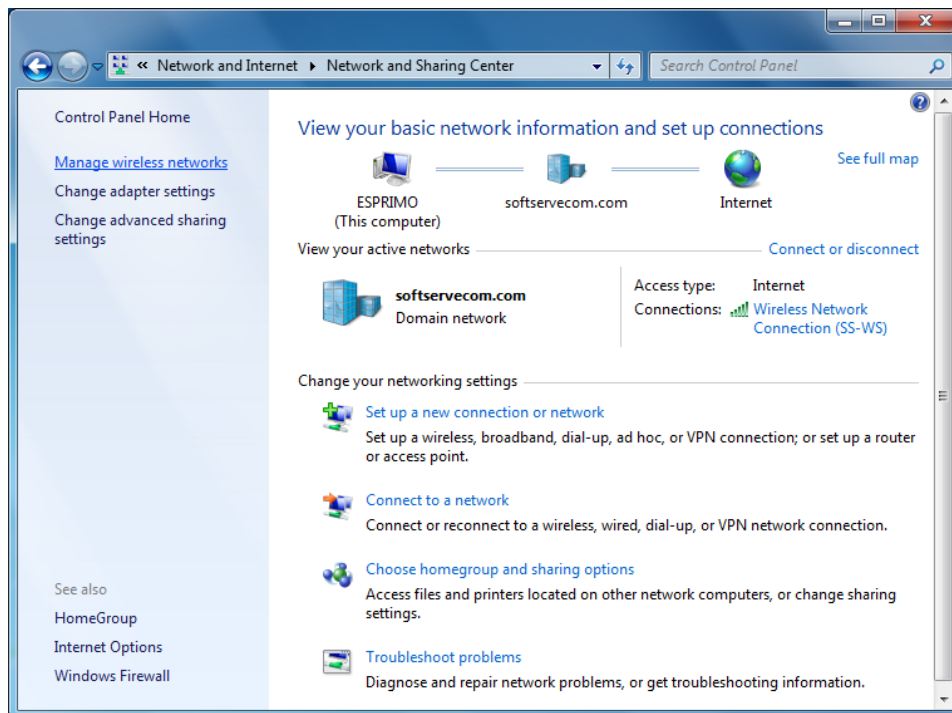 « Network and Internet ▸ Network and Sharing Center
Search Control Panel
Control Panel Home
Manage wireless networks
Change adapter settings
Change advanced sharing
settings
See also
HomeGroup
Internet Options
Windows Firewall
View your basic network information and set up connections
See full map
ESPRIMO
(This computer)
softservecom.com
Internet
View your active networks
Connect or disconnect
softservecom.com
Domain network
Access type: Internet
Connections: Wireless Network
Connection (SS-WS)
Change your networking settings
Set up a new connection or network
Set up a wireless, broadband, dial-up, ad hoc, or VPN connection; or set up a router
or access point.
Connect to a network
Connect or reconnect to a wireless, wired, dial-up, or VPN network connection.
Choose homegroup and sharing options
Access files and printers located on other network computers, or change sharing
settings.
Troubleshoot problems
Diagnose and repair network problems, or get troubleshooting information.